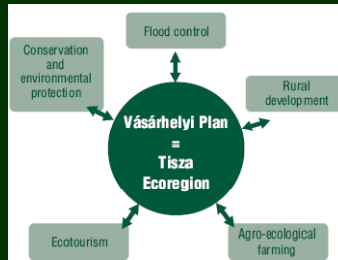 Flood control
Conservation
and
environmental
protection
Rural
development
Vásárhelyi Plan
=
Tisza
Ecoregion
Ecotourism
Agro-ecological
farming